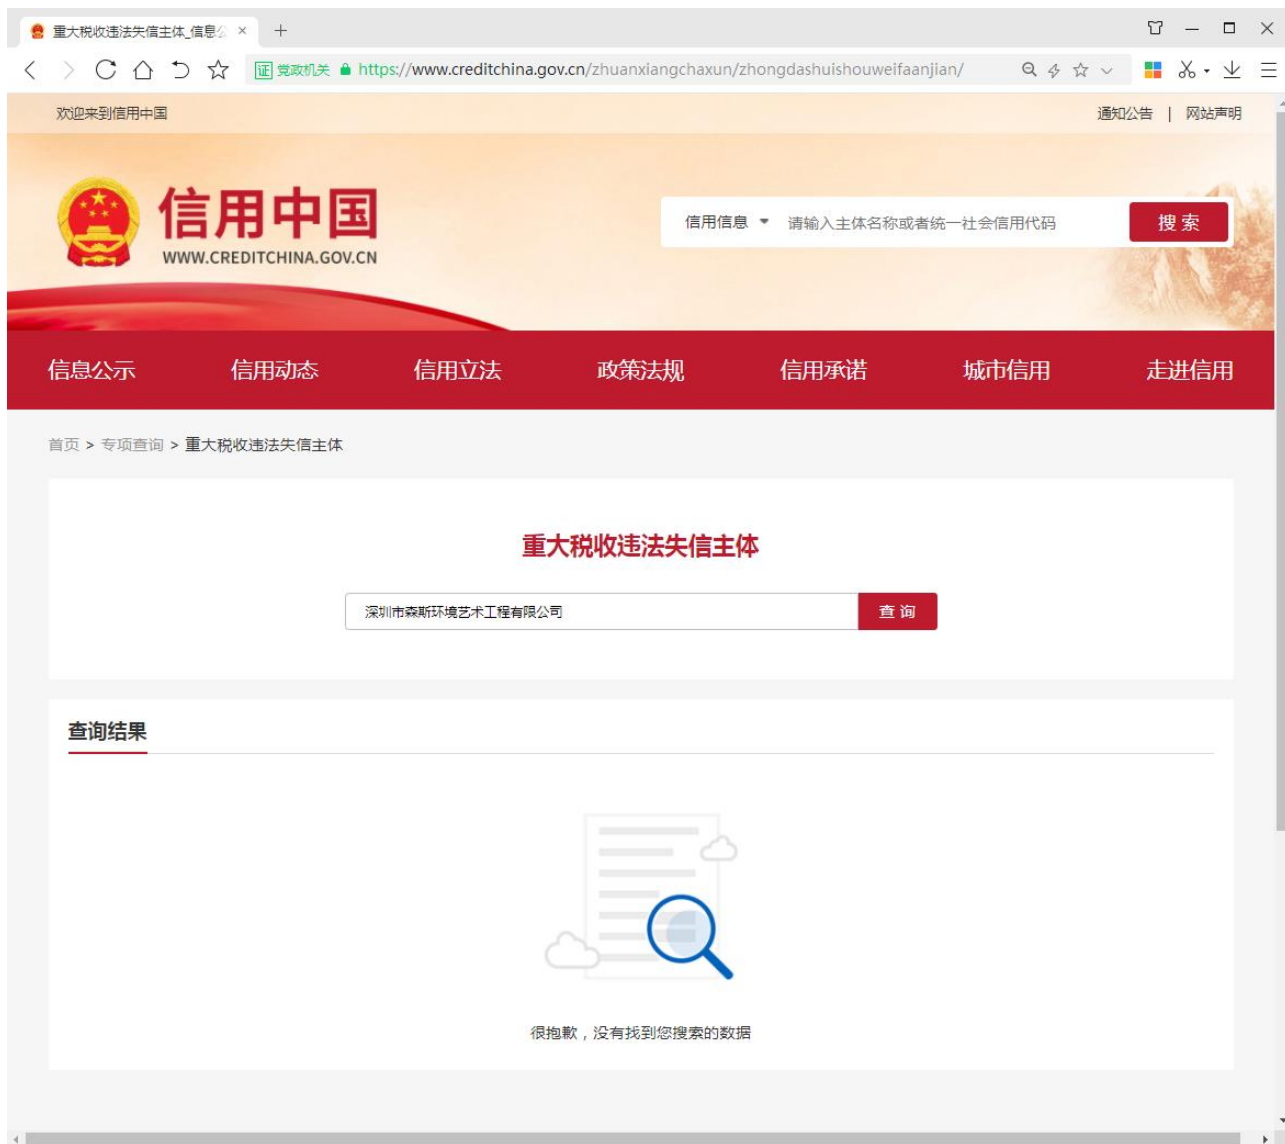 重大税收违法失信主体_信息公
证 党政机关 https://www.creditchina.gov.cn/zhuanxiangchaxun/zhongdashuishouweifaanjian/
欢迎来到信用中国 通知公告 | 网站声明
信用中国
WWW.CREDITCHINA.GOV.CN
信用信息 请输入主体名称或者统一社会信用代码 搜索
信息公示 信用动态 信用立法 政策法规 信用承诺 城市信用 走进信用
首页 > 专项查询 > 重大税收违法失信主体
重大税收违法失信主体
深圳市森斯环境艺术工程有限公司 查询
查询结果
很抱歉，没有找到您搜索的数据